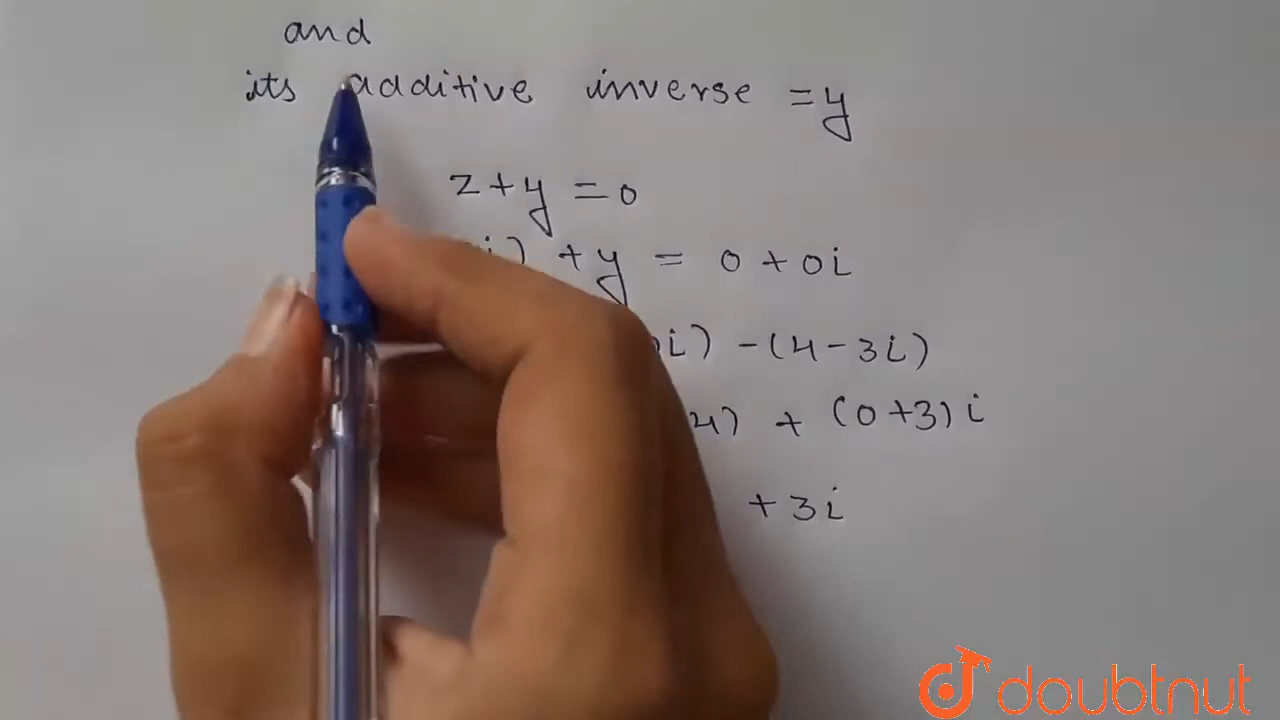 and
its additive inverse = y
z + y = 0
i) + y = 0 + 0i
i) - (4 - 3i)
4) + (0 + 3) i
+ 3i
doubtnut